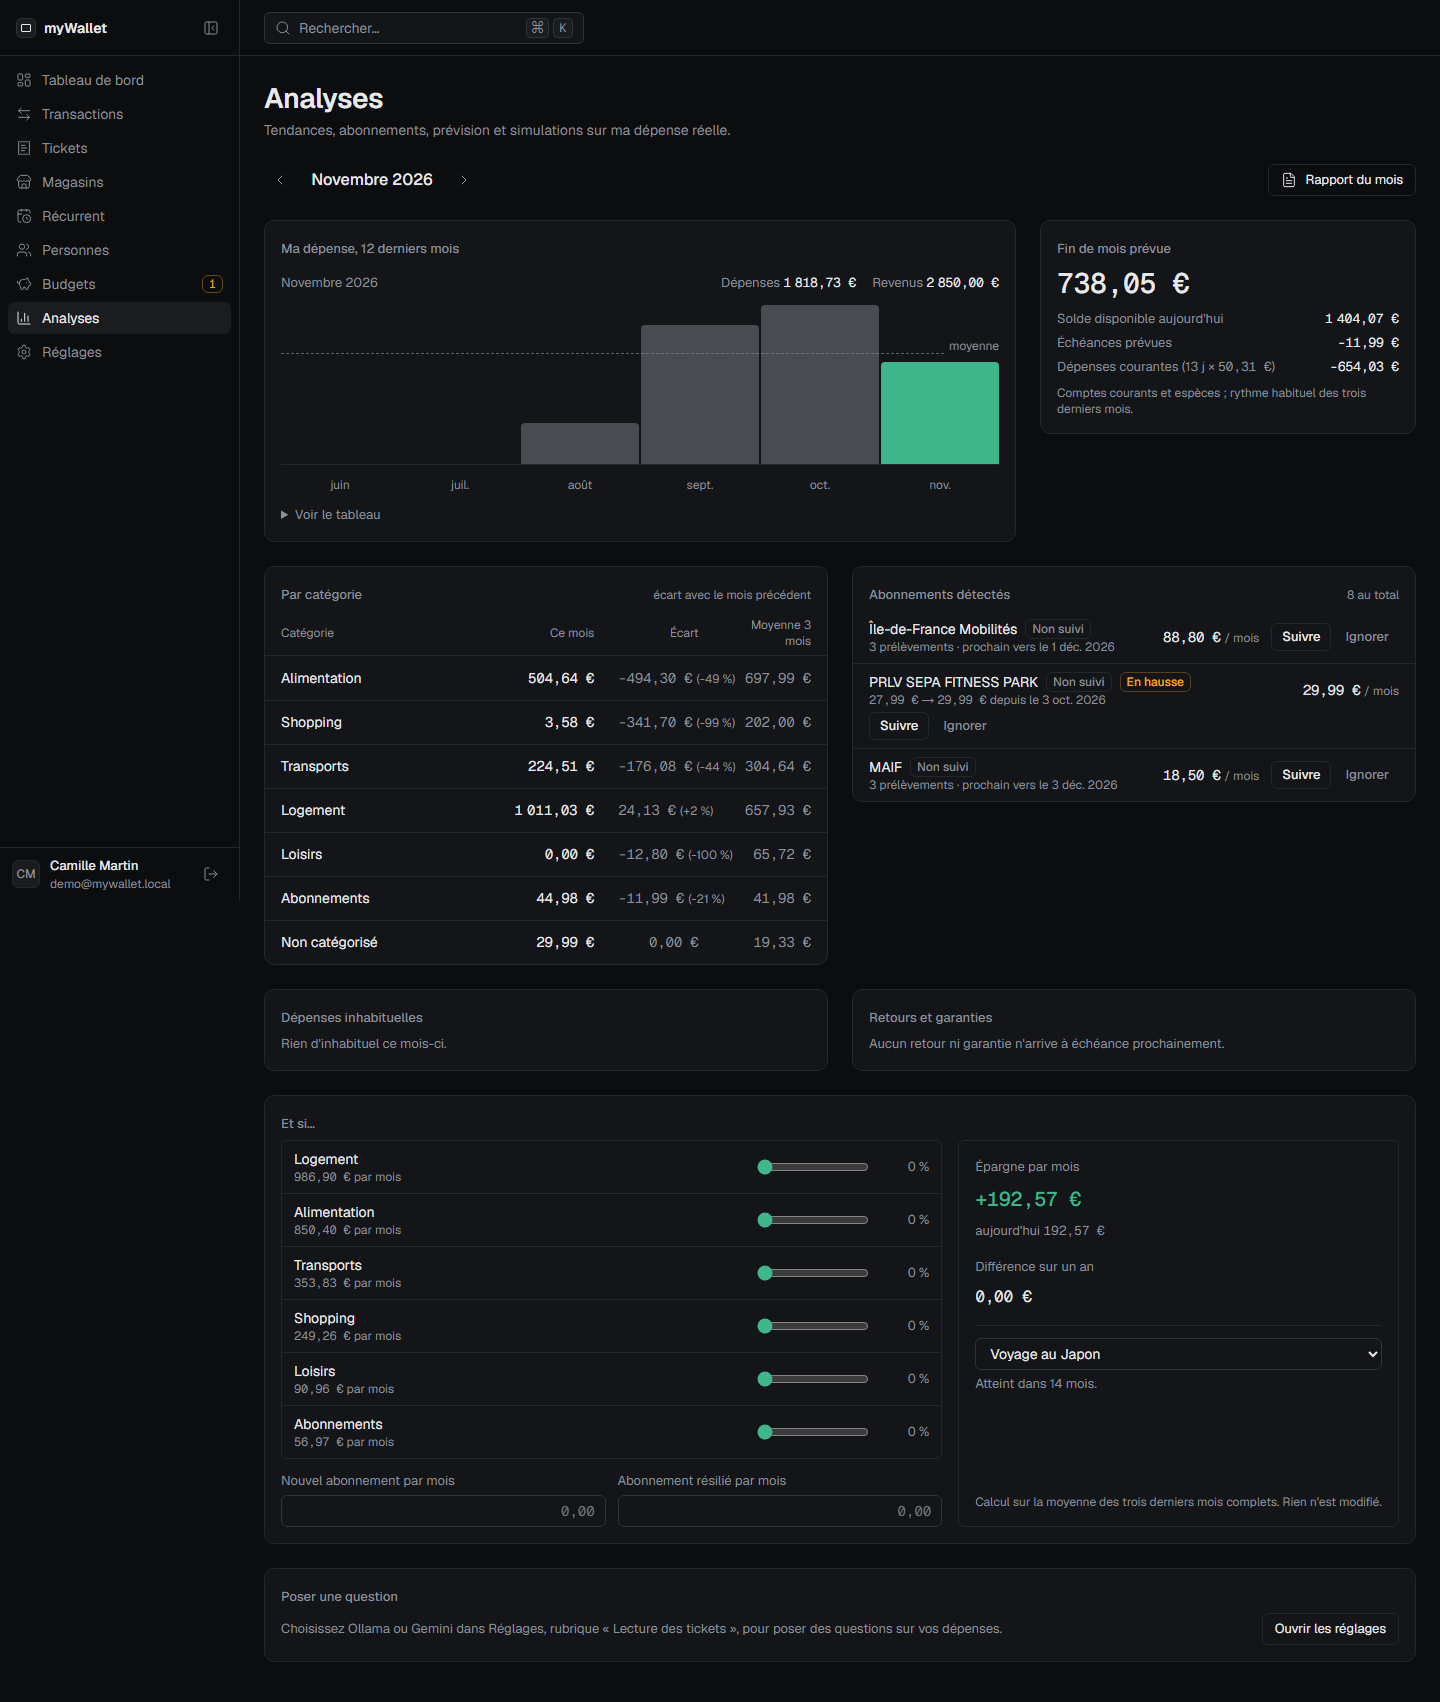 myWallet
Rechercher…
⌘ K
Tableau de bord
Transactions
Tickets
Magasins
Récurrent
Personnes
Budgets 1
Analyses
Réglages
CM
Camille Martin
demo@mywallet.local
Analyses
Tendances, abonnements, prévision et simulations sur ma dépense réelle.
Novembre 2026
Rapport du mois
Ma dépense, 12 derniers mois
Novembre 2026 Dépenses 1 818,73 € Revenus 2 850,00 €
moyenne
juin juil. août sept. oct. nov.
Voir le tableau
Fin de mois prévue
738,05 €
Solde disponible aujourd'hui 1 404,07 €
Échéances prévues -11,99 €
Dépenses courantes (13 j × 50,31 €) -654,03 €
Comptes courants et espèces ; rythme habituel des trois
derniers mois.
Par catégorie écart avec le mois précédent
Catégorie Ce mois Écart Moyenne 3
mois
Alimentation 504,64 € -494,30 € (-49 %) 697,99 €
Shopping 3,58 € -341,70 € (-99 %) 202,00 €
Transports 224,51 € -176,08 € (-44 %) 304,64 €
Logement 1 011,03 € 24,13 € (+2 %) 657,93 €
Loisirs 0,00 € -12,80 € (-100 %) 65,72 €
Abonnements 44,98 € -11,99 € (-21 %) 41,98 €
Non catégorisé 29,99 € 0,00 € 19,33 €
Abonnements détectés 8 au total
Île-de-France Mobilités Non suivi
3 prélèvements · prochain vers le 1 déc. 2026
88,80 € / mois Suivre Ignorer
PRLV SEPA FITNESS PARK Non suivi En hausse
27,99 € → 29,99 € depuis le 3 oct. 2026
29,99 € / mois
Suivre Ignorer
MAIF Non suivi
3 prélèvements · prochain vers le 3 déc. 2026
18,50 € / mois Suivre Ignorer
Dépenses inhabituelles
Rien d'inhabituel ce mois-ci.
Retours et garanties
Aucun retour ni garantie n'arrive à échéance prochainement.
Et si…
Logement
986,90 € par mois
0 %
Alimentation
850,40 € par mois
0 %
Transports
353,83 € par mois
0 %
Shopping
249,26 € par mois
0 %
Loisirs
90,96 € par mois
0 %
Abonnements
56,97 € par mois
0 %
Nouvel abonnement par mois
0,00
Abonnement résilié par mois
0,00
Épargne par mois
+192,57 €
aujourd'hui 192,57 €
Différence sur un an
0,00 €
Voyage au Japon
Atteint dans 14 mois.
Calcul sur la moyenne des trois derniers mois complets. Rien n'est modifié.
Poser une question
Choisissez Ollama ou Gemini dans Réglages, rubrique « Lecture des tickets », pour poser des questions sur vos dépenses.
Ouvrir les réglages